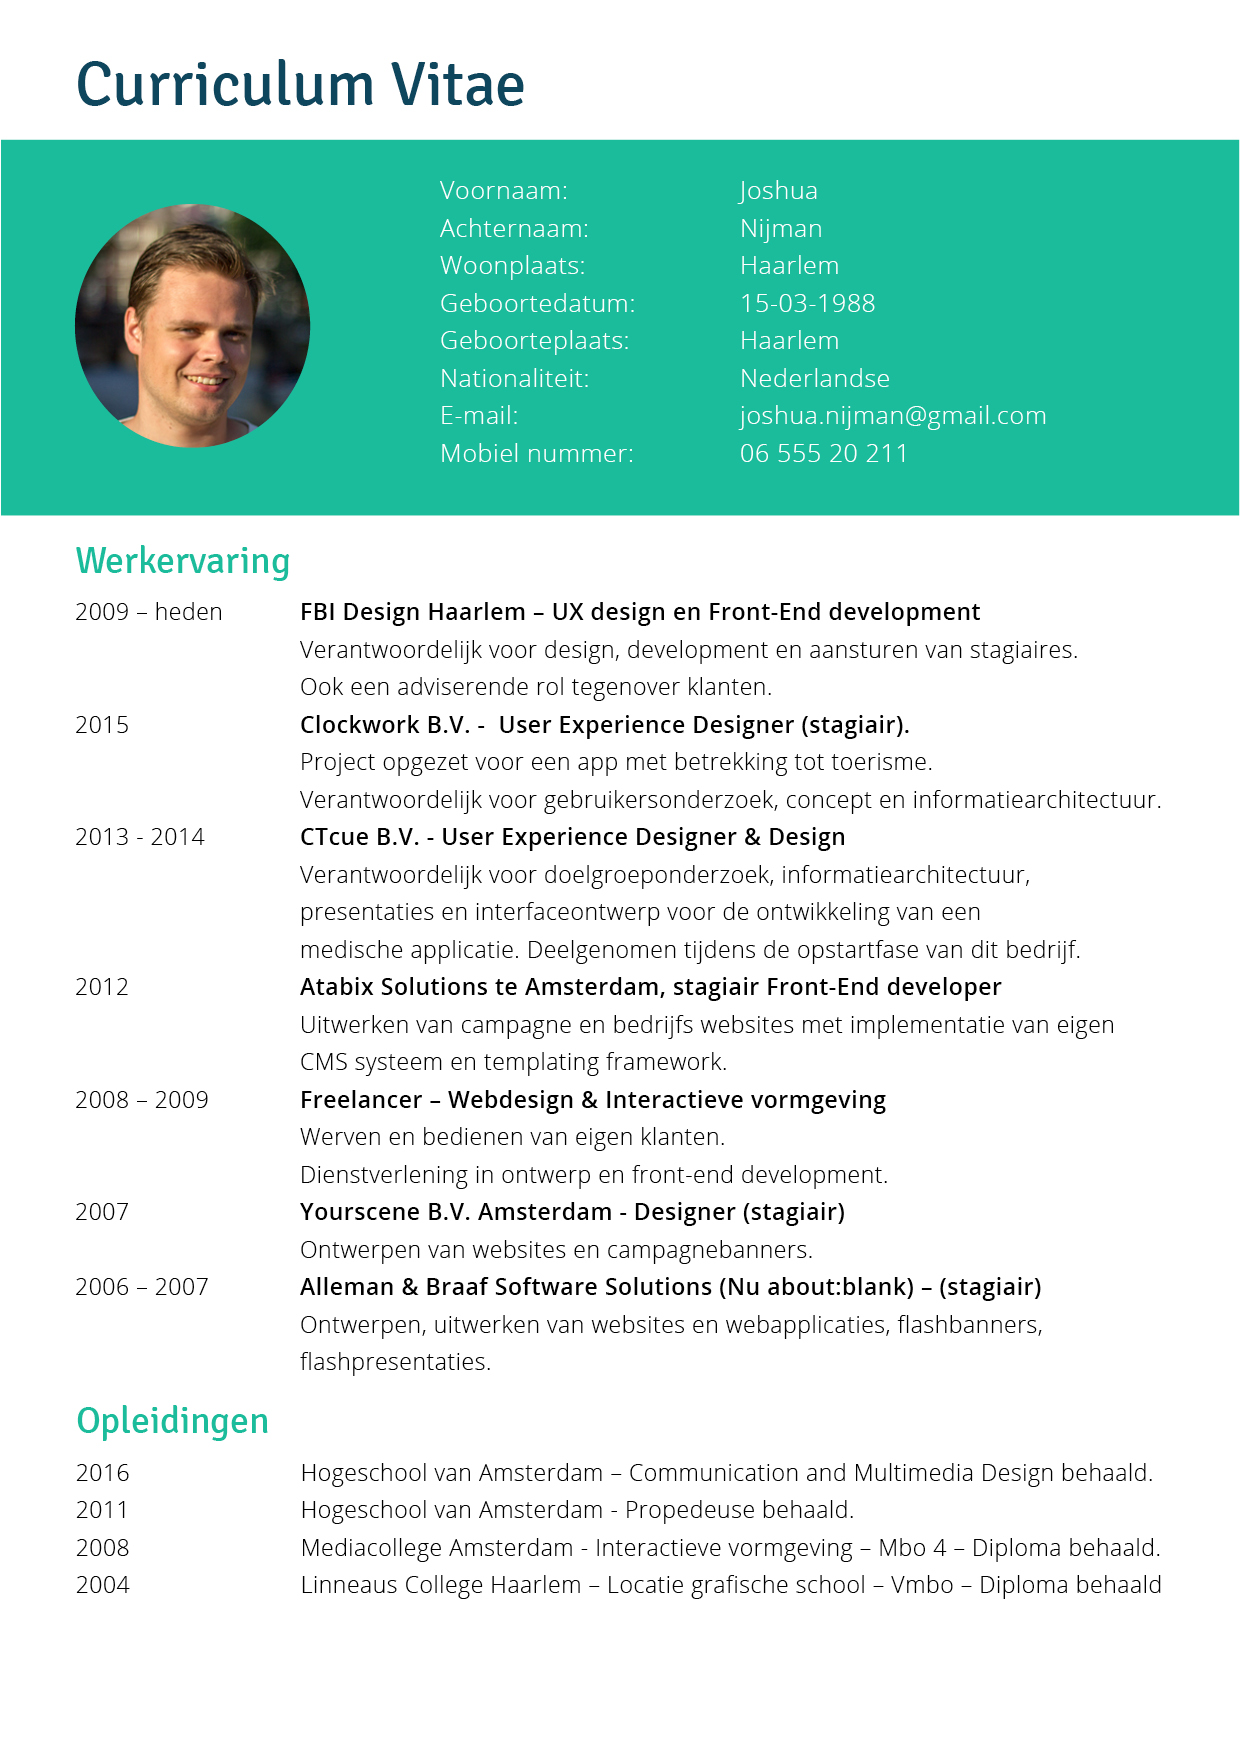 Curriculum Vitae
Voornaam: Joshua
Achternaam: Nijman
Woonplaats: Haarlem
Geboortedatum: 15-03-1988
Geboorteplaats: Haarlem
Nationaliteit: Nederlandse
E-mail: joshua.nijman@gmail.com
Mobiel nummer: 06 555 20 211
Werkervaring
2009 – heden FBI Design Haarlem – UX design en Front-End development
Verantwoordelijk voor design, development en aansturen van stagiaires.
Ook een adviserende rol tegenover klanten.
2015 Clockwork B.V. -  User Experience Designer (stagiair).
Project opgezet voor een app met betrekking tot toerisme.
Verantwoordelijk voor gebruikersonderzoek, concept en informatiearchitectuur.
2013 - 2014 CTcue B.V. - User Experience Designer & Design
Verantwoordelijk voor doelgroeponderzoek, informatiearchitectuur,
presentaties en interfaceontwerp voor de ontwikkeling van een
medische applicatie. Deelgenomen tijdens de opstartfase van dit bedrijf.
2012 Atabix Solutions te Amsterdam, stagiair Front-End developer
Uitwerken van campagne en bedrijfs websites met implementatie van eigen
CMS systeem en templating framework.
2008 – 2009 Freelancer – Webdesign & Interactieve vormgeving
Werven en bedienen van eigen klanten.
Dienstverlening in ontwerp en front-end development.
2007 Yourscene B.V. Amsterdam - Designer (stagiair)
Ontwerpen van websites en campagnebanners.
2006 – 2007 Alleman & Braaf Software Solutions (Nu about:blank) – (stagiair)
Ontwerpen, uitwerken van websites en webapplicaties, flashbanners,
flashpresentaties.
Opleidingen
2016 Hogeschool van Amsterdam – Communication and Multimedia Design behaald.
2011 Hogeschool van Amsterdam - Propedeuse behaald.
2008 Mediacollege Amsterdam - Interactieve vormgeving – Mbo 4 – Diploma behaald.
2004 Linneaus College Haarlem – Locatie grafische school – Vmbo – Diploma behaald